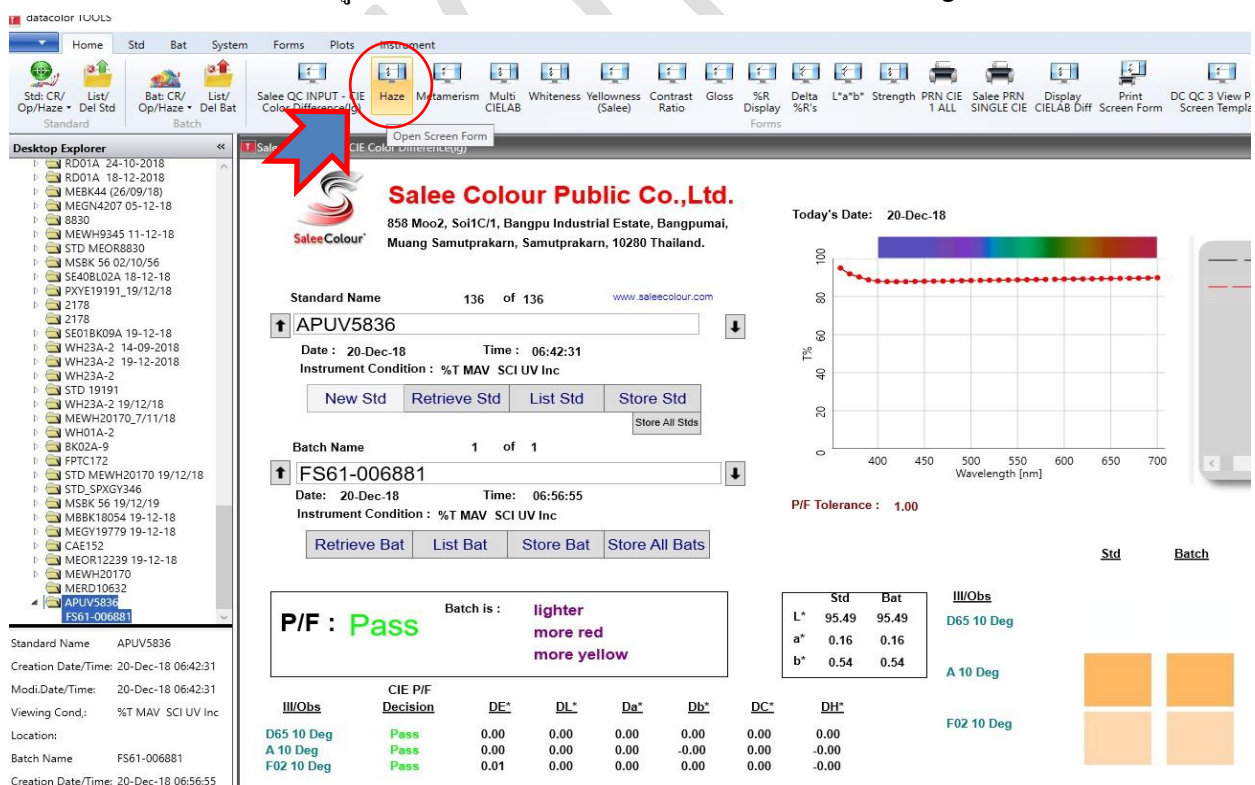 datacolor TOOLS
Home Std Bat System Forms Plots Instrument
Std: CR/ Op/Haze List/ Del Std Bat: CR/ Op/Haze List/ Del Bat Salee QC INPUT - CIE Color Difference(Ig) Haze Metamerism Multi CIELAB Whiteness Yellowness (Salee) Contrast Ratio Gloss %R Display Delta %R's L*a*b* Strength PRN CIE 1 ALL Salee PRN SINGLE CIE Display CIELAB Diff Print Screen Form DC QC 3 View
Standard Batch Forms
Open Screen Form
Desktop Explorer
CIE Color Difference(Ig)
RD01A 24-10-2018
RD01A 18-12-2018
MEBK44 (26/09/18)
MEGN4207 05-12-18
8830
MEWH9345 11-12-18
STD MEOR8830
MSBK 56 02/10/56
SE40BL02A 18-12-18
PXYE19191_19/12/18
2178
2178
SE01BK09A 19-12-18
WH23A-2 14-09-2018
WH23A-2 19-12-2018
WH23A-2
STD 19191
WH23A-2 19/12/18
MEWH20170_7/11/18
WH01A-2
BK02A-9
FPTC172
STD MEWH20170 19/12/18
STD_SPXGY346
MSBK 56 19/12/19
MBBK18054 19-12-18
MEGY19779 19-12-18
CAE152
MEOR12239 19-12-18
MEWH20170
MERD10632
APUV5836
FS61-006881
Standard Name APUV5836
Creation Date/Time: 20-Dec-18 06:42:31
Modi.Date/Time: 20-Dec-18 06:42:31
Viewing Cond,: %T MAV SCI UV Inc
Location:
Batch Name FS61-006881
Creation Date/Time: 20-Dec-18 06:56:55
SaleeColour
Salee Colour Public Co.,Ltd.
858 Moo2, Soi1C/1, Bangpu Industrial Estate, Bangpumai,
Muang Samutprakarn, Samutprakarn, 10280 Thailand.
Today's Date: 20-Dec-18
Standard Name 136 of 136 www.saleecolour.com
APUV5836
Date : 20-Dec-18 Time : 06:42:31
Instrument Condition : %T MAV SCI UV Inc
New Std Retrieve Std List Std Store Std
Store All Stds
Batch Name 1 of 1
FS61-006881
Date: 20-Dec-18 Time: 06:56:55
Instrument Condition : %T MAV SCI UV Inc
Retrieve Bat List Bat Store Bat Store All Bats
T%
100
80
60
40
20
0
400 450 500 550 600 650 700
Wavelength [nm]
P/F Tolerance : 1.00
Std Batch
P/F : Pass
Batch is : lighter
more red
more yellow
Std Bat
L* 95.49 95.49
a* 0.16 0.16
b* 0.54 0.54
Ill/Obs
D65 10 Deg
A 10 Deg
F02 10 Deg
CIE P/F
Ill/Obs Decision DE* DL* Da* Db* DC* DH*
D65 10 Deg Pass 0.00 0.00 0.00 0.00 0.00 0.00
A 10 Deg Pass 0.00 0.00 0.00 -0.00 0.00 -0.00
F02 10 Deg Pass 0.01 0.00 0.00 0.00 0.00 -0.00